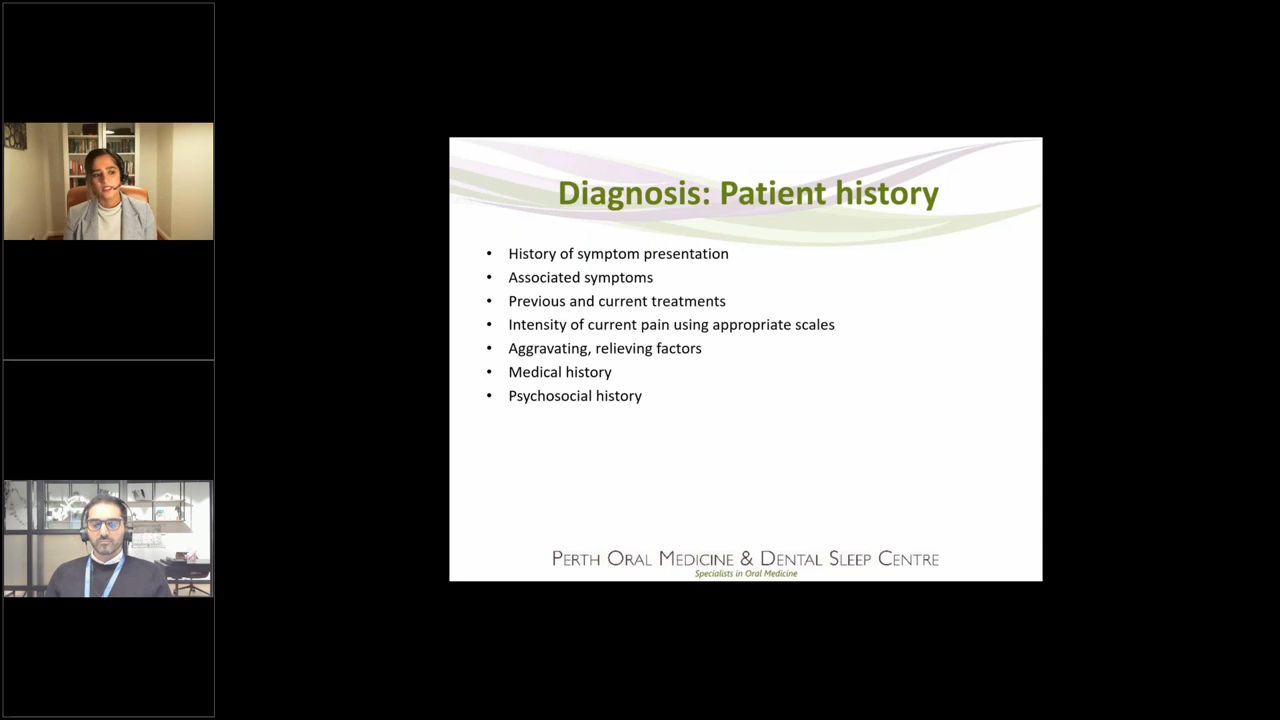 Diagnosis: Patient history
• History of symptom presentation
• Associated symptoms
• Previous and current treatments
• Intensity of current pain using appropriate scales
• Aggravating, relieving factors
• Medical history
• Psychosocial history
PERTH ORAL MEDICINE & DENTAL SLEEP CENTRE
Specialists in Oral Medicine